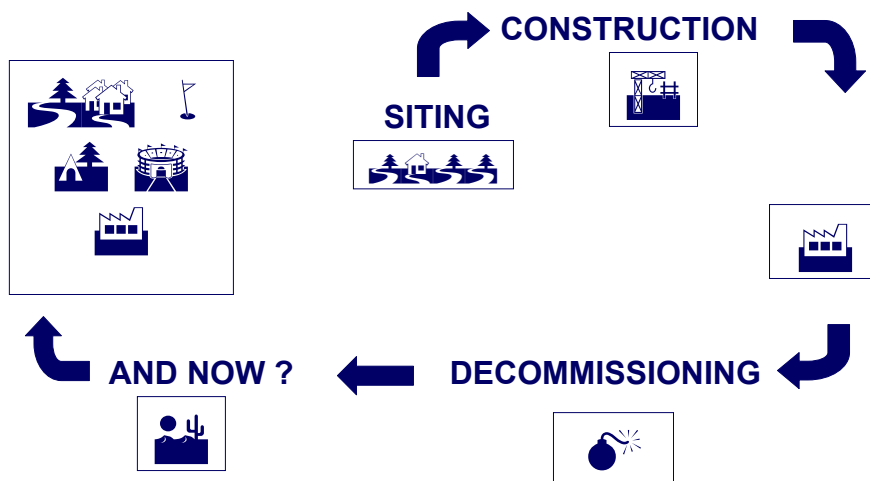 CONSTRUCTION
SITING
AND NOW ?
DECOMMISSIONING